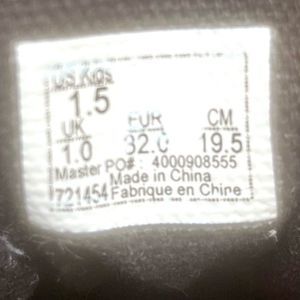 US Kids
1.5
UK EUR CM
1.0 32.0 19.5
Master PO# : 4000908555
Made in China
721454 Fabrique en Chine